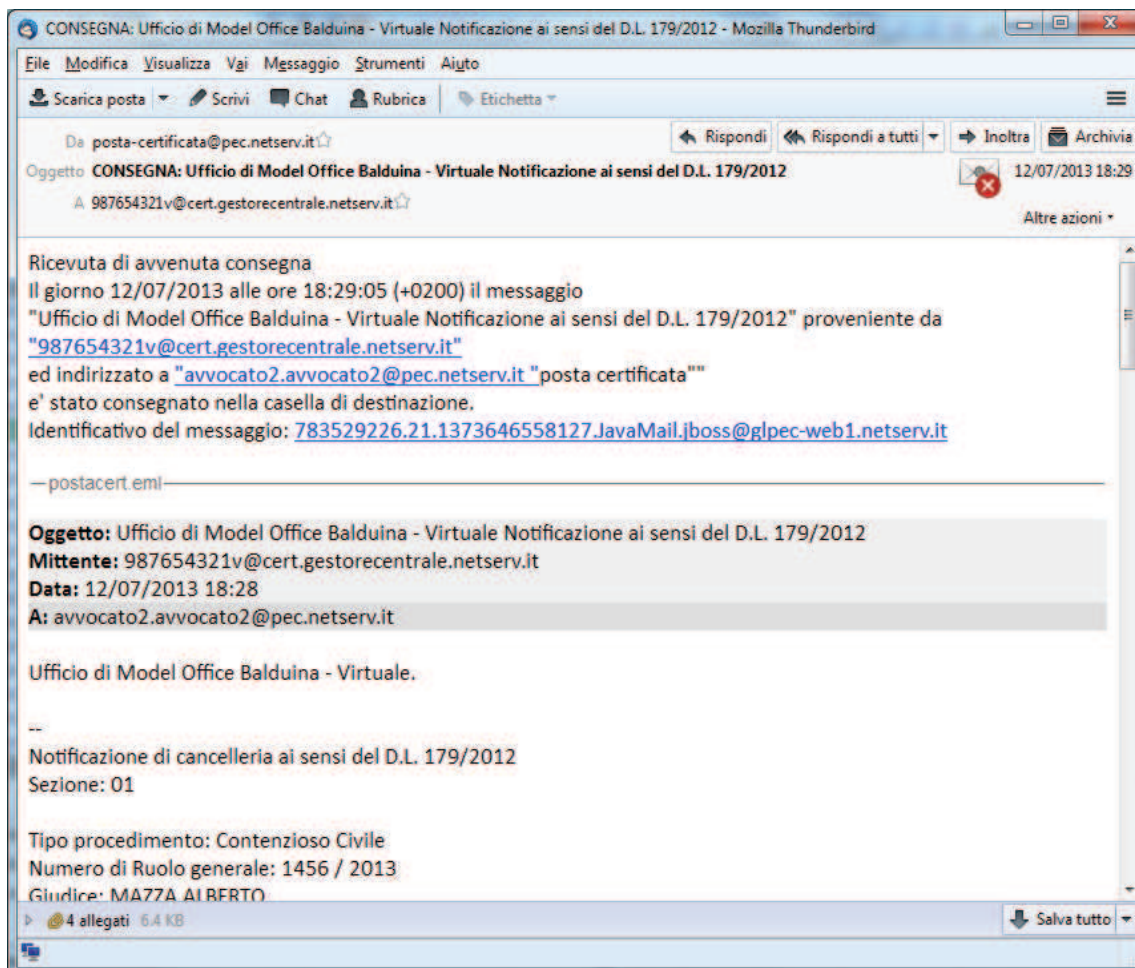 CONSEGNA: Ufficio di Model Office Balduina - Virtuale Notificazione ai sensi del D.L. 179/2012 - Mozilla Thunderbird
File Modifica Visualizza Vai Messaggio Strumenti Aiuto
Scarica posta Scrivi Chat Rubrica Etichetta
Da posta-certificata@pec.netserv.it Rispondi Rispondi a tutti Inoltra Archivia
Oggetto CONSEGNA: Ufficio di Model Office Balduina - Virtuale Notificazione ai sensi del D.L. 179/2012 12/07/2013 18:29
A 987654321v@cert.gestorecentrale.netserv.it
Altre azioni
Ricevuta di avvenuta consegna
Il giorno 12/07/2013 alle ore 18:29:05 (+0200) il messaggio
"Ufficio di Model Office Balduina - Virtuale Notificazione ai sensi del D.L. 179/2012" proveniente da
"987654321v@cert.gestorecentrale.netserv.it"
ed indirizzato a "avvocato2.avvocato2@pec.netserv.it "posta certificata""
e' stato consegnato nella casella di destinazione.
Identificativo del messaggio: 783529226.21.1373646558127.JavaMail.jboss@glpec-web1.netserv.it
postacert.eml
Oggetto: Ufficio di Model Office Balduina - Virtuale Notificazione ai sensi del D.L. 179/2012
Mittente: 987654321v@cert.gestorecentrale.netserv.it
Data: 12/07/2013 18:28
A: avvocato2.avvocato2@pec.netserv.it
Ufficio di Model Office Balduina - Virtuale.
--
Notificazione di cancelleria ai sensi del D.L. 179/2012
Sezione: 01
Tipo procedimento: Contenzioso Civile
Numero di Ruolo generale: 1456 / 2013
Giudice: MAZZA ALBERTO
4 allegati 6.4 KB Salva tutto